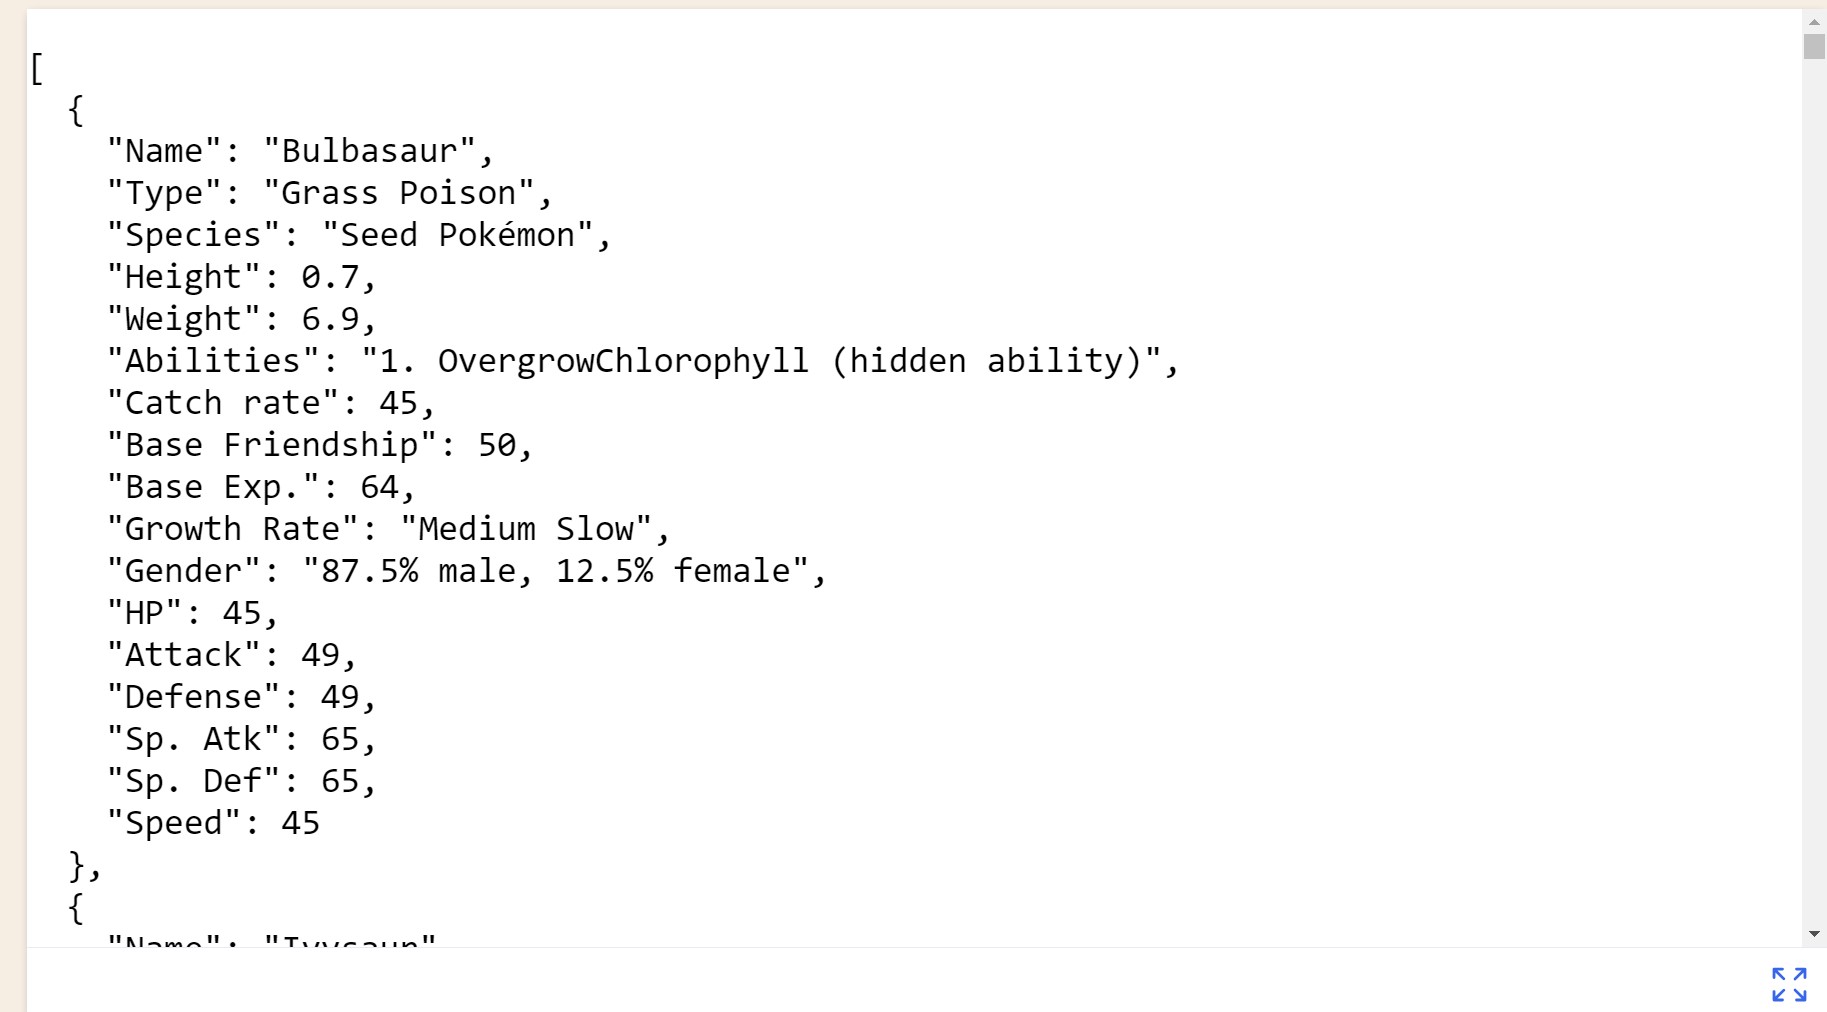 [
  {
    "Name": "Bulbasaur",
    "Type": "Grass Poison",
    "Species": "Seed Pokémon",
    "Height": 0.7,
    "Weight": 6.9,
    "Abilities": "1. OvergrowChlorophyll (hidden ability)",
    "Catch rate": 45,
    "Base Friendship": 50,
    "Base Exp.": 64,
    "Growth Rate": "Medium Slow",
    "Gender": "87.5% male, 12.5% female",
    "HP": 45,
    "Attack": 49,
    "Defense": 49,
    "Sp. Atk": 65,
    "Sp. Def": 65,
    "Speed": 45
  },
  {
    "Name": "Ivysaur"